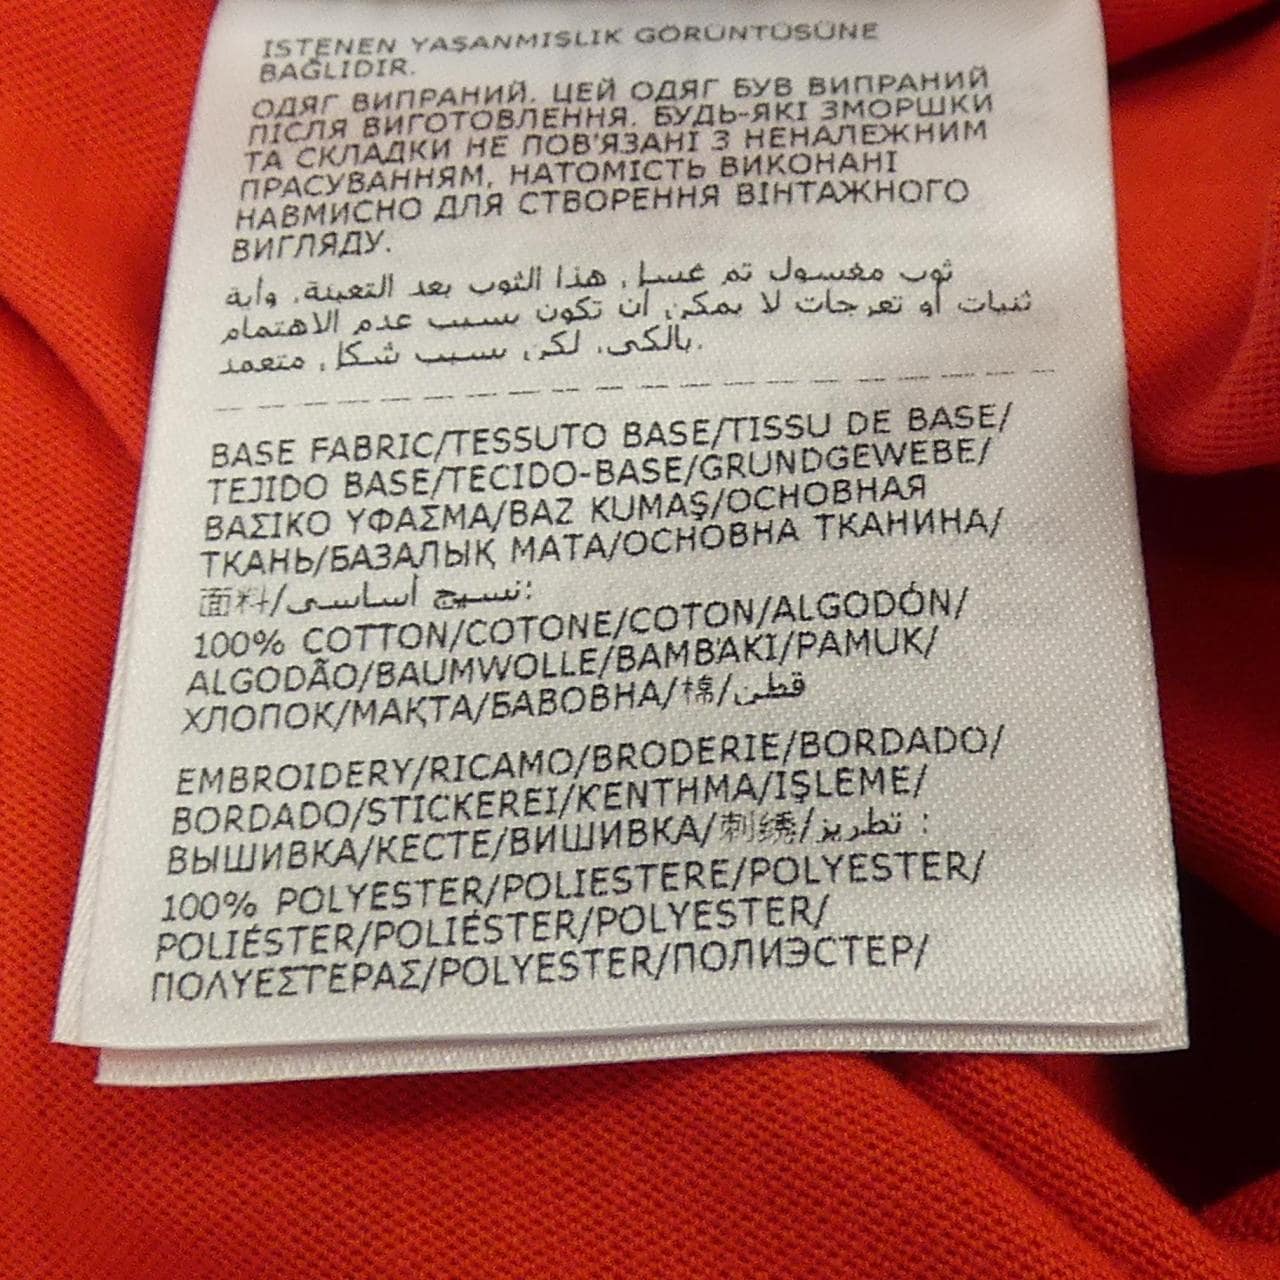 ISTENEN YAŞANMIŞLIK GÖRÜNTÜSÜNE
BAĞLIDIR.
ОДЯГ ВИПРАНИЙ. ЦЕЙ ОДЯГ БУВ ВИПРАНИЙ
ПІСЛЯ ВИГОТОВЛЕННЯ. БУДЬ-ЯКІ ЗМОРШКИ
ТА СКЛАДКИ НЕ ПОВ'ЯЗАНІ З НЕНАЛЕЖНИМ
ПРАСУВАННЯМ, НАТОМІСТЬ ВИКОНАНІ
НАВМИСНО ДЛЯ СТВОРЕННЯ ВІНТАЖНОГО
ВИГЛЯДУ.
ثوب مغسول تم غسل. هذا الثوب بعد التعبئة. وأية
ثنيات أو تعرجات لا يمكن أن تكون بسبب عدم الاهتمام
بالكي. لكن بسبب شكل متعمد.
BASE FABRIC/TESSUTO BASE/TISSU DE BASE/
TEJIDO BASE/TECIDO-BASE/GRUNDGEWEBE/
ΒΑΣΙΚΟ ΥΦΑΣΜΑ/BAZ KUMAŞ/ОСНОВНАЯ
ТКАНЬ/БАЗАЛЫҚ МАТА/ОСНОВНА ТКАНИНА/
面料/نسيج أساسي:
100% COTTON/COTONE/COTON/ALGODÓN/
ALGODÃO/BAUMWOLLE/ΒΑΜΒΆΚΙ/PAMUK/
ХЛОПОК/МАҚТА/БАВОВНА/棉/قطن
EMBROIDERY/RICAMO/BRODERIE/BORDADO/
BORDADO/STICKEREI/ΚΈΝΤΗΜΑ/IŞLEME/
ВЫШИВКА/КЕСТЕ/ВИШИВКА/刺绣/تطريز :
100% POLYESTER/POLIESTERE/POLYESTER/
POLIÉSTER/POLIÉSTER/POLYESTER/
ΠΟΛΥΕΣΤΕΡΑΣ/POLYESTER/ПОЛИЭСТЕР/